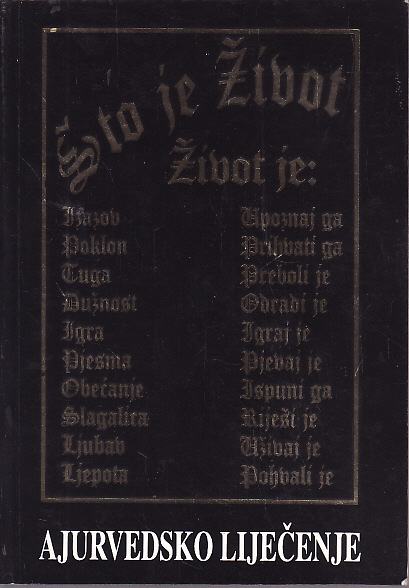 Što je Život
Život je:
Izazov Upoznaj ga
Poklon Prihvati ga
Tuga Preboli je
Dužnost Odradi je
Igra Igraj je
Pjesma Pjevaj je
Obećanje Ispuni ga
Slagalica Riješi je
Ljubav Uživaj je
Ljepota Pohvali je
AJURVEDSKO LIJEČENJE